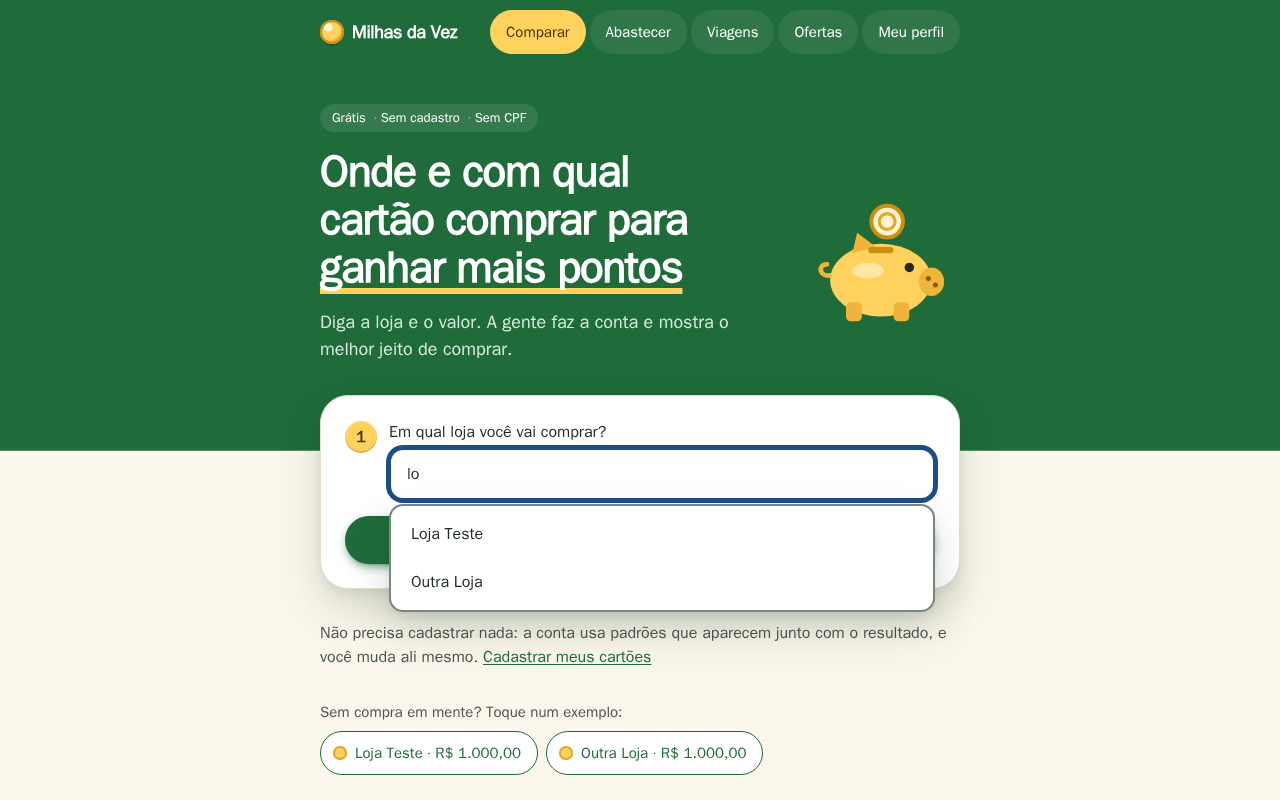 Milhas da Vez
Comparar
Abastecer
Viagens
Ofertas
Meu perfil
Grátis · Sem cadastro · Sem CPF
Onde e com qual
cartão comprar para
ganhar mais pontos
Diga a loja e o valor. A gente faz a conta e mostra o
melhor jeito de comprar.
1
Em qual loja você vai comprar?
lo
Loja Teste
Outra Loja
Não precisa cadastrar nada: a conta usa padrões que aparecem junto com o resultado, e
você muda ali mesmo. Cadastrar meus cartões
Sem compra em mente? Toque num exemplo:
Loja Teste · R$ 1.000,00
Outra Loja · R$ 1.000,00